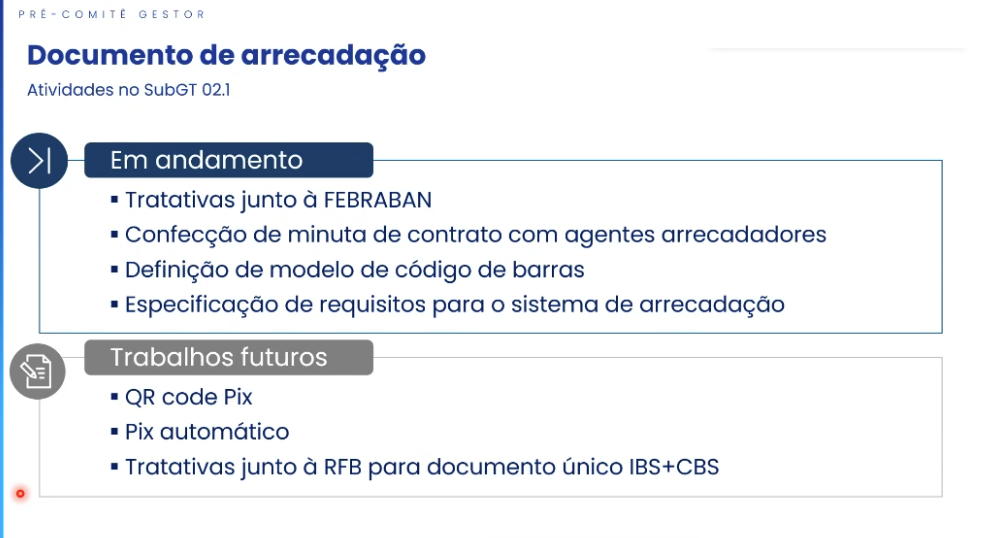 PRÉ-COMITÊ GESTOR
Documento de arrecadação
Atividades no SubGT 02.1
Em andamento
▪ Tratativas junto à FEBRABAN
▪ Confecção de minuta de contrato com agentes arrecadadores
▪ Definição de modelo de código de barras
▪ Especificação de requisitos para o sistema de arrecadação
Trabalhos futuros
▪ QR code Pix
▪ Pix automático
▪ Tratativas junto à RFB para documento único IBS+CBS